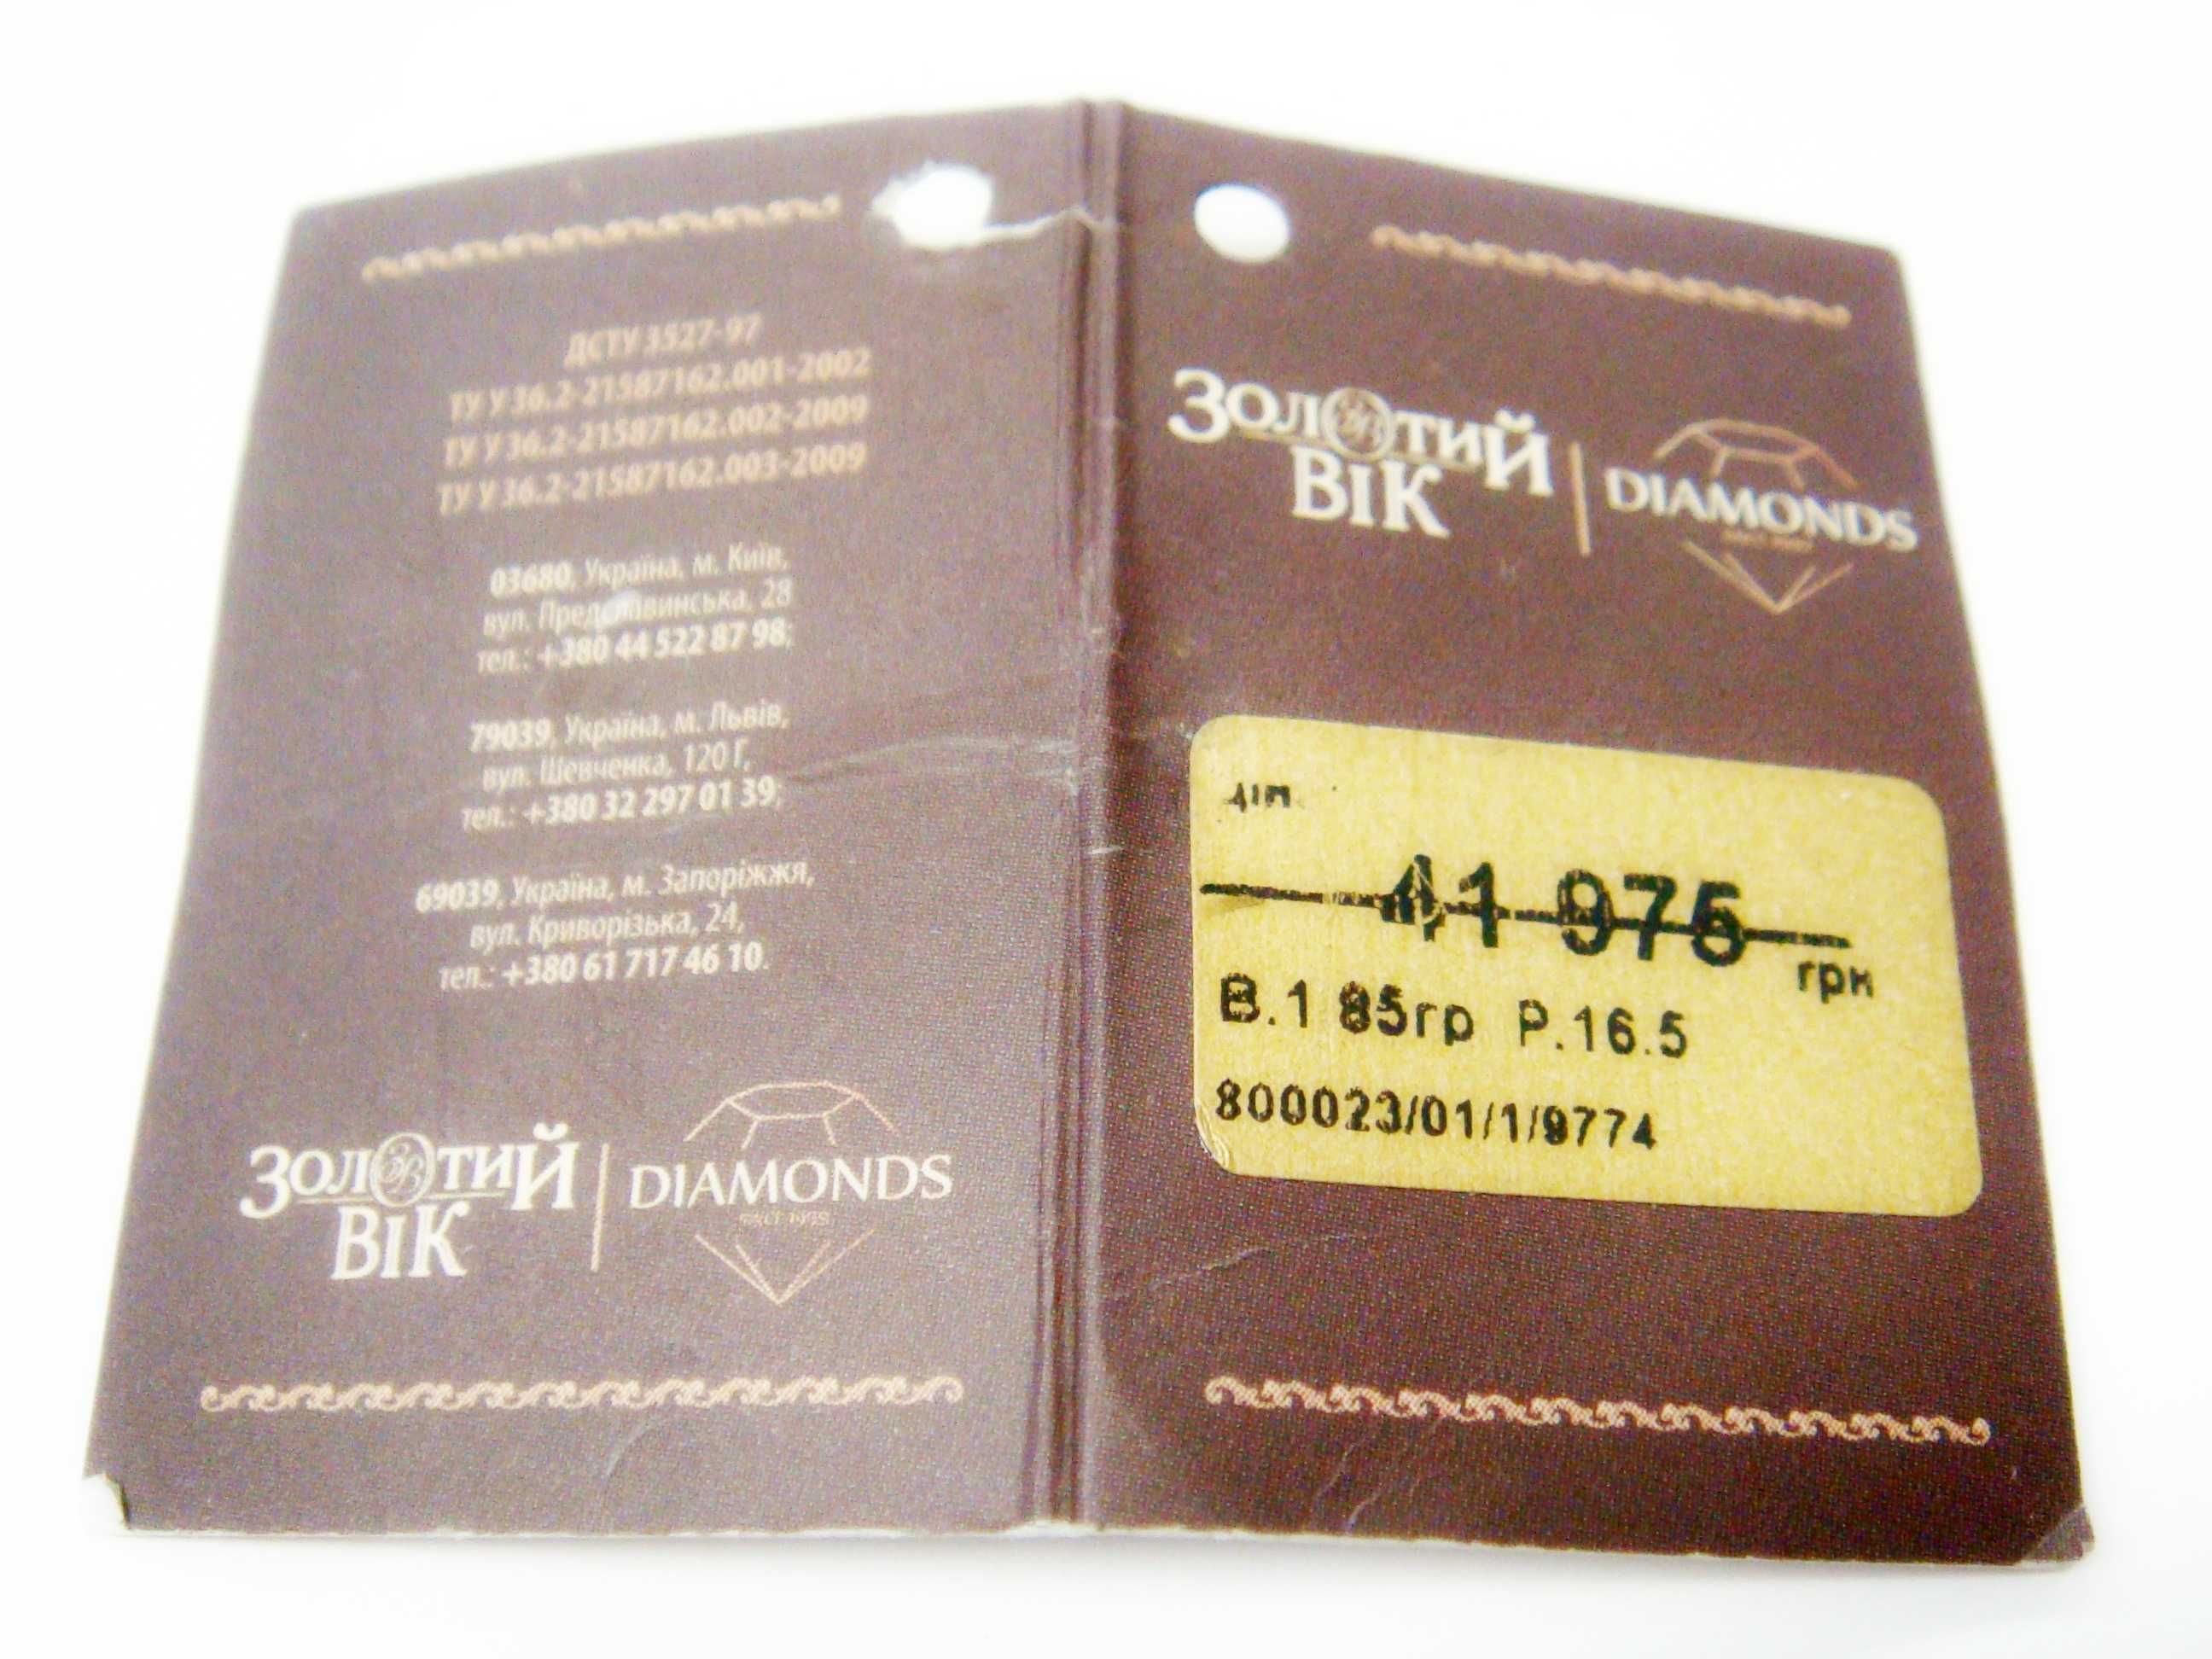 ДСТУ 3527-97
ТУ У 36.2-21587162.001-2002
ТУ У 36.2-21587162.002-2009
ТУ У 36.2-21587162.003-2009
03680, Україна, м. Київ,
вул. Предславинська, 28
тел.: +380 44 522 87 98;
79039, Україна, м. Львів,
вул. Шевченка, 120 Г,
тел.: +380 32 297 01 39;
69039, Україна, м. Запоріжжя,
вул. Криворізька, 24,
тел.: +380 61 717 46 10.
ЗОЛОТИЙ ВІК | DIAMONDS
ЗОЛОТИЙ ВІК | DIAMONDS
41 975 грн
В.1 85гр Р.16.5
800023/01/1/9774